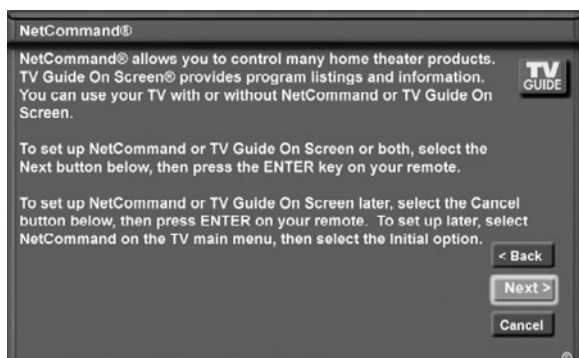 NetCommand®
NetCommand® allows you to control many home theater products.
TV Guide On Screen® provides program listings and information.
You can use your TV with or without NetCommand or TV Guide On
Screen.
TV
GUIDE
To set up NetCommand or TV Guide On Screen or both, select the
Next button below, then press the ENTER key on your remote.
To set up NetCommand or TV Guide On Screen later, select the Cancel
button below, then press ENTER on your remote. To set up later, select
NetCommand on the TV main menu, then select the Initial option.
< Back
Next >
Cancel
®